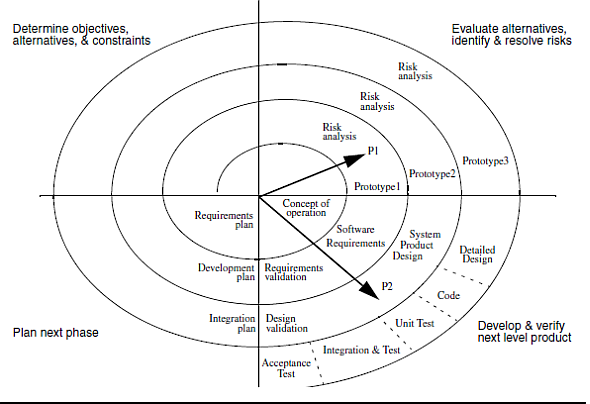 Determine objectives,
alternatives, & constraints
Evaluate alternatives,
identify & resolve risks
Risk
analysis
Risk
analysis
Risk
analysis
P1
Prototype1
Prototype2
Prototype3
Concept of
operation
Requirements
plan
Software
Requirements
System
Product
Design
Detailed
Design
Development
plan
Requirements
validation
P2
Code
Integration
plan
Design
validation
Unit Test
Integration & Test
Acceptance
Test
Plan next phase
Develop & verify
next level product